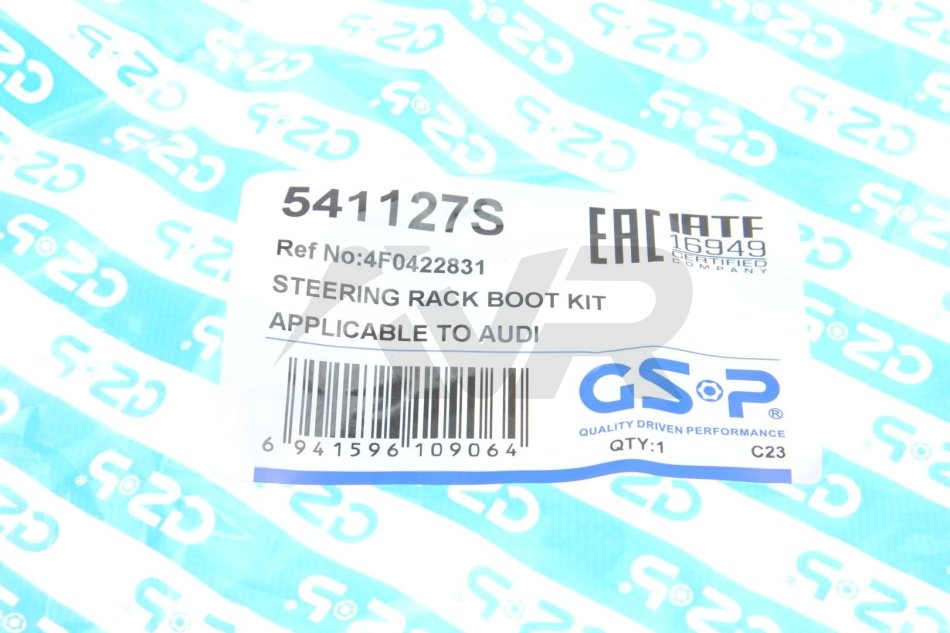 541127S
Ref No:4F0422831
STEERING RACK BOOT KIT
APPLICABLE TO AUDI
6 941596 109064
EAC
IATF
16949
CERTIFIED
COMPANY
GSP®
QUALITY DRIVEN PERFORMANCE
QTY:1
C23